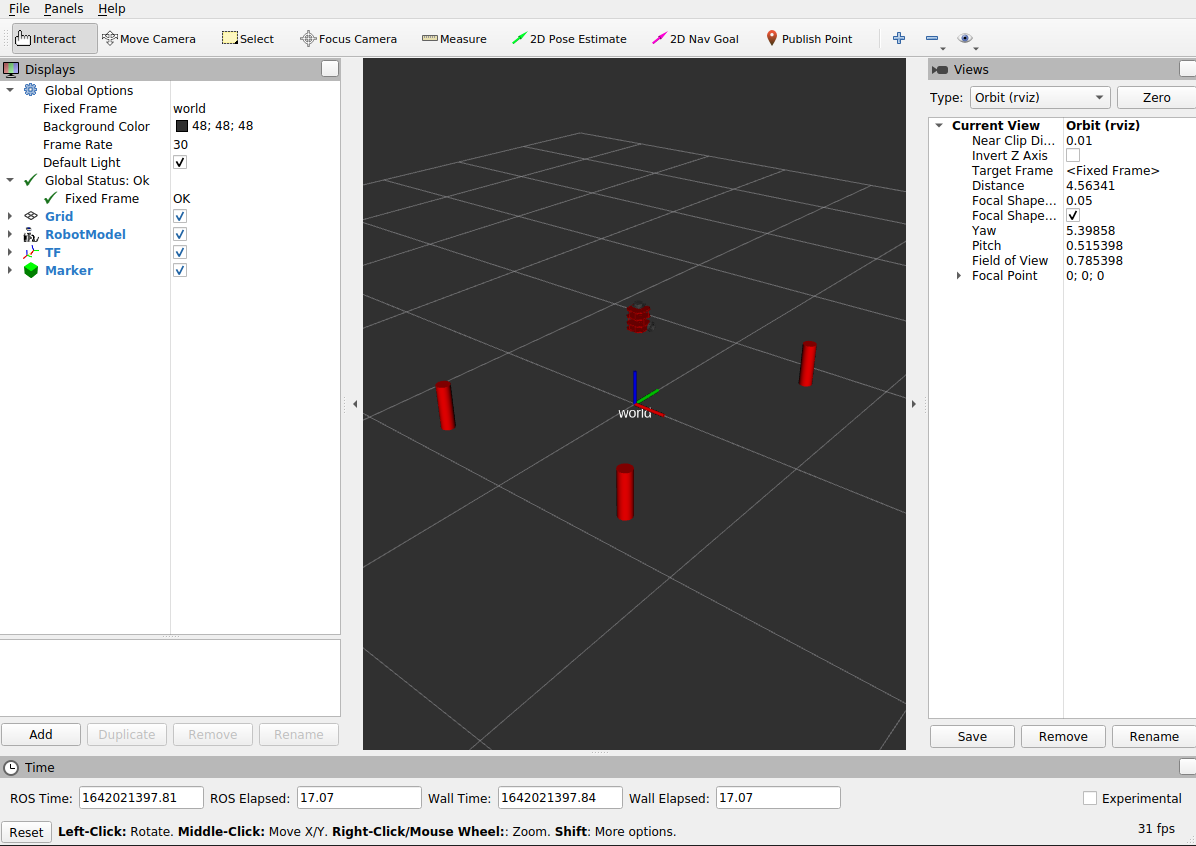 File Panels Help
Interact Move Camera Select Focus Camera Measure 2D Pose Estimate 2D Nav Goal Publish Point
Displays
Global Options
Fixed Frame world
Background Color 48; 48; 48
Frame Rate 30
Default Light
Global Status: Ok
Fixed Frame OK
Grid
RobotModel
TF
Marker
Add Duplicate Remove Rename
world
Views
Type: Orbit (rviz) Zero
Current View Orbit (rviz)
Near Clip Di... 0.01
Invert Z Axis
Target Frame <Fixed Frame>
Distance 4.56341
Focal Shape... 0.05
Focal Shape...
Yaw 5.39858
Pitch 0.515398
Field of View 0.785398
Focal Point 0; 0; 0
Save Remove Rename
Time
ROS Time: 1642021397.81 ROS Elapsed: 17.07 Wall Time: 1642021397.84 Wall Elapsed: 17.07 Experimental
Reset Left-Click: Rotate. Middle-Click: Move X/Y. Right-Click/Mouse Wheel:: Zoom. Shift: More options. 31 fps